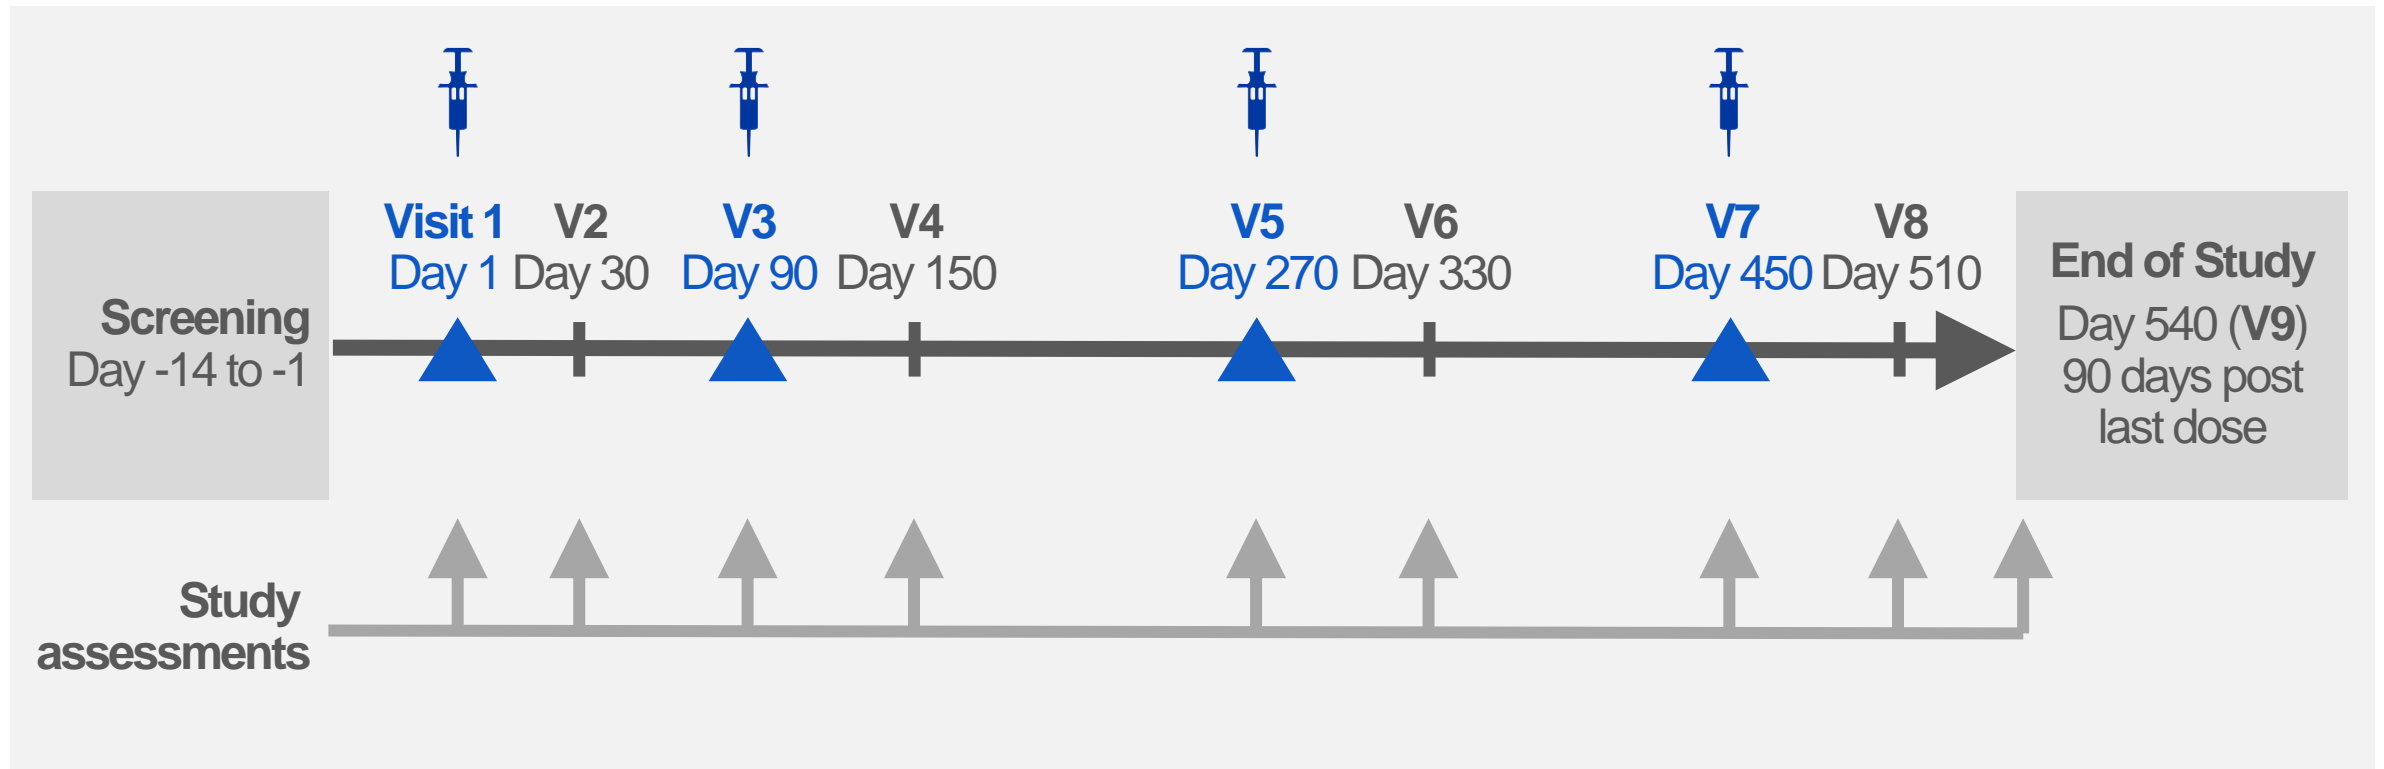 Visit 1
Day 1
V2
Day 30
V3
Day 90
V4
Day 150
V5
Day 270
V6
Day 330
V7
Day 450
V8
Day 510
Screening
Day -14 to -1
End of Study
Day 540 (V9)
90 days post
last dose
Study
assessments